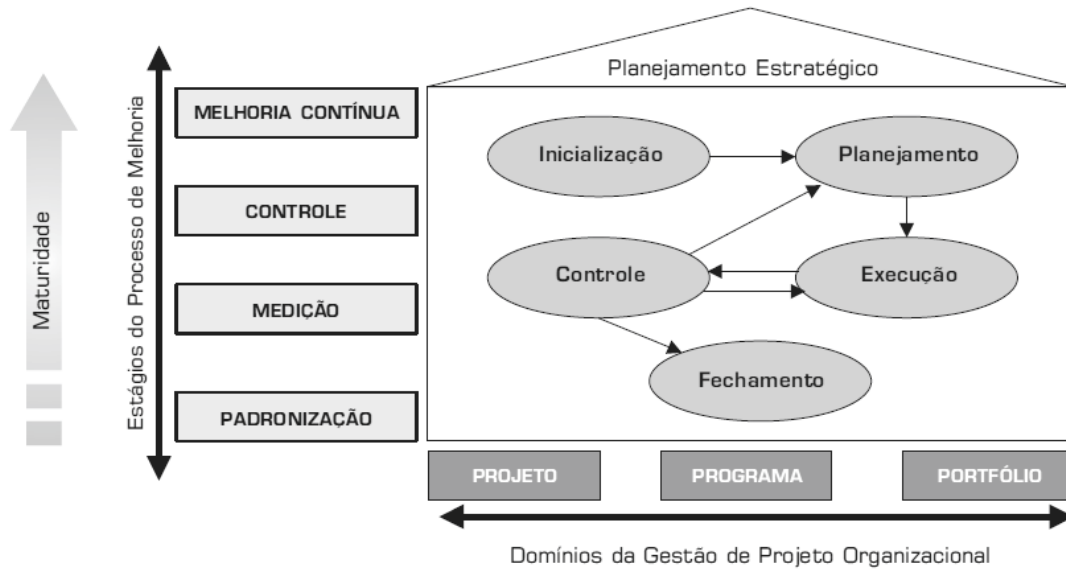 Planejamento Estratégico
Maturidade
Estágios do Processo de Melhoria
MELHORIA CONTÍNUA
CONTROLE
MEDIÇÃO
PADRONIZAÇÃO
Inicialização
Planejamento
Controle
Execução
Fechamento
PROJETO
PROGRAMA
PORTFÓLIO
Domínios da Gestão de Projeto Organizacional